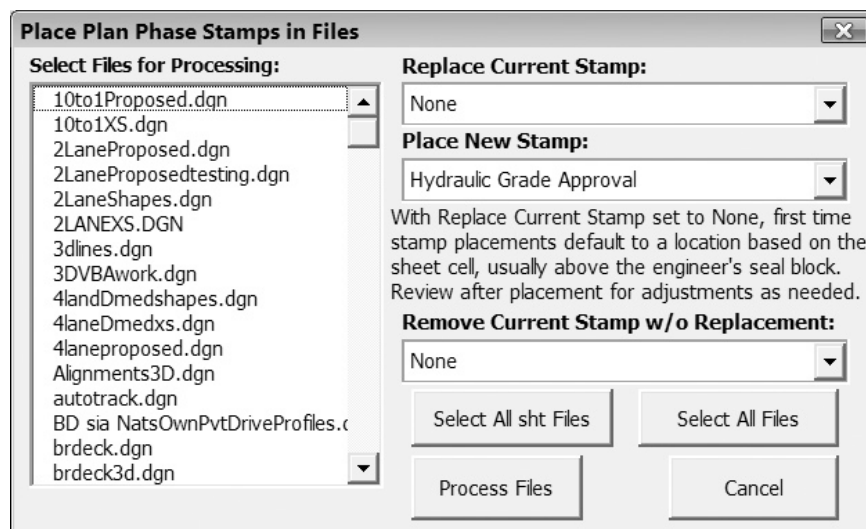 Place Plan Phase Stamps in Files
Select Files for Processing:
10to1Proposed.dgn
10to1XS.dgn
2LaneProposed.dgn
2LaneProposedtesting.dgn
2LaneShapes.dgn
2LANEXS.DGN
3dlines.dgn
3DVBAwork.dgn
4landDmedshapes.dgn
4laneDmedxs.dgn
4laneproposed.dgn
Alignments3D.dgn
autotrack.dgn
BD sia NatsOwnPvtDriveProfiles.d
brdeck.dgn
brdeck3d.dgn
Replace Current Stamp:
None
Place New Stamp:
Hydraulic Grade Approval
With Replace Current Stamp set to None, first time
stamp placements default to a location based on the
sheet cell, usually above the engineer's seal block.
Review after placement for adjustments as needed.
Remove Current Stamp w/o Replacement:
None
Select All sht Files
Select All Files
Process Files
Cancel